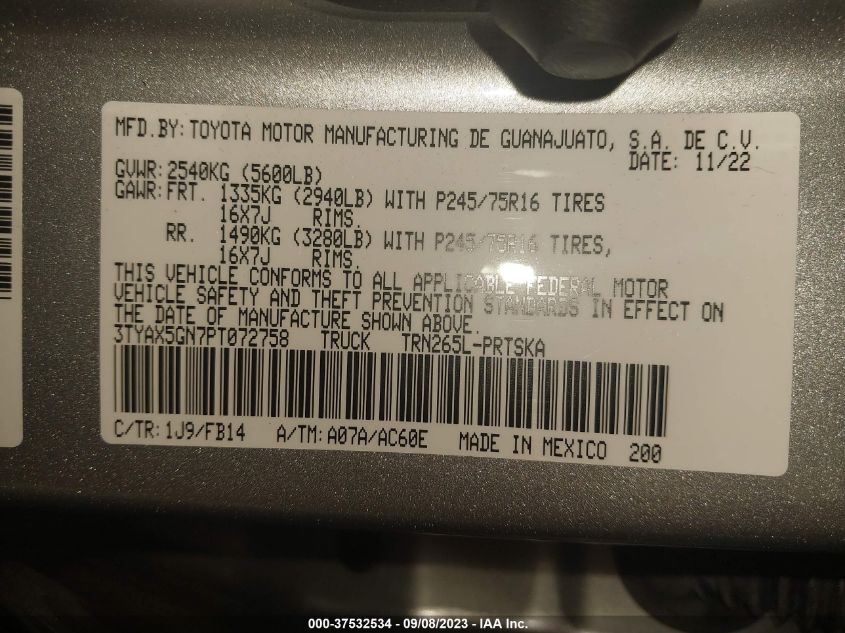 MFD.BY: TOYOTA MOTOR MANUFACTURING DE GUANAJUATO, S.A. DE C.V.
DATE: 11/22
GVWR: 2540KG (5600LB)
GAWR: FRT. 1335KG (2940LB) WITH P245/75R16 TIRES
16X7J RIMS.
RR. 1490KG (3280LB) WITH P245/75R16 TIRES,
16X7J RIMS.
THIS VEHICLE CONFORMS TO ALL APPLICABLE FEDERAL MOTOR
VEHICLE SAFETY AND THEFT PREVENTION STANDARDS IN EFFECT ON
THE DATE OF MANUFACTURE SHOWN ABOVE.
3TYAX5GN7PT072758 TRUCK TRN265L-PRTSKA
C/TR: 1J9/FB14 A/TM: A07A/AC60E MADE IN MEXICO 200
000-37532534 - 09/08/2023 - IAA Inc.